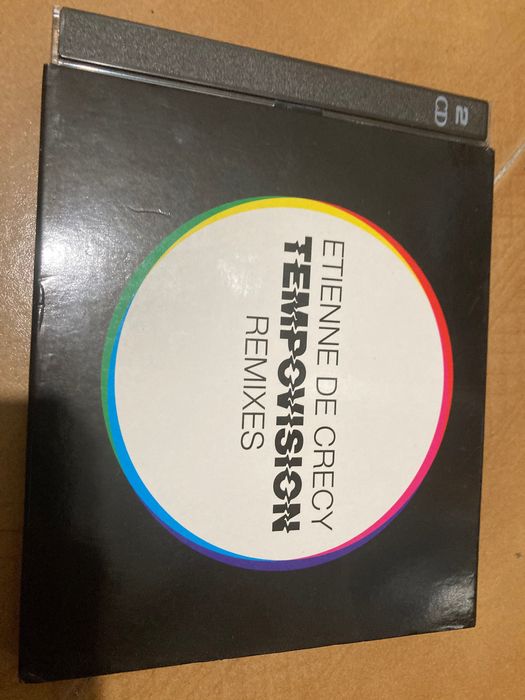 ETIENNE DE CRECY
TEMPOVISION
REMIXES
2 CD